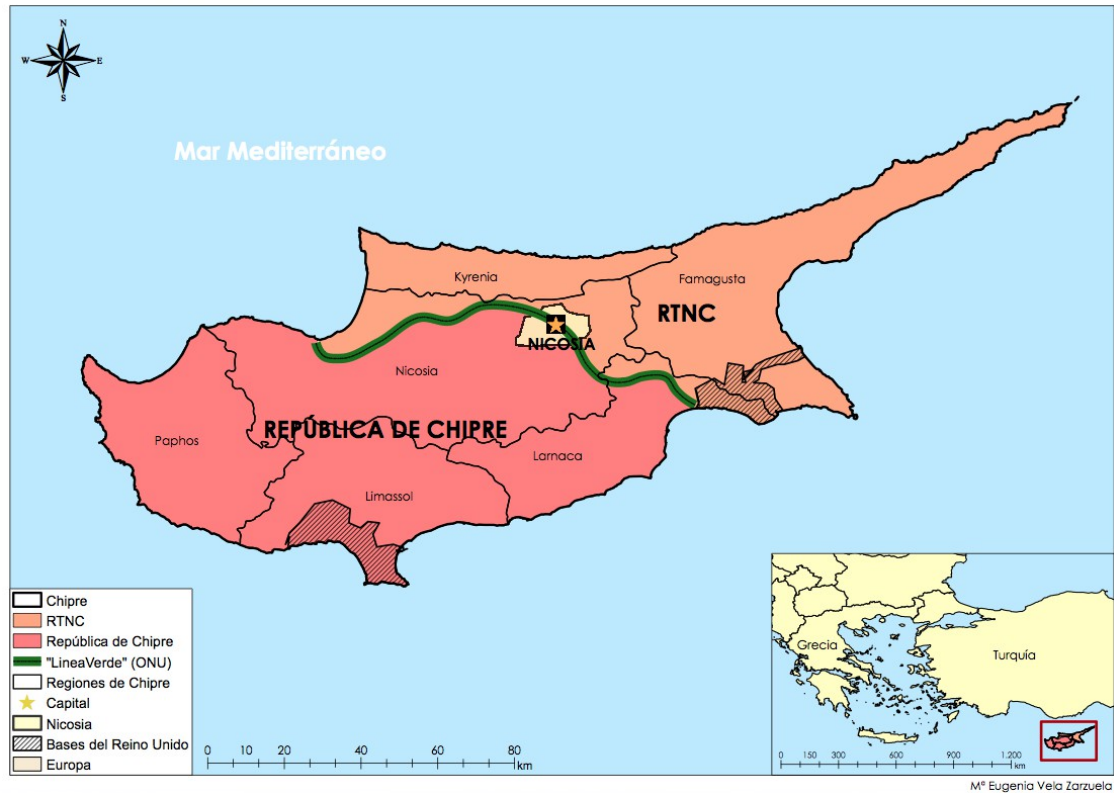 N
W E
S
Mar Mediterráneo
Kyrenia
Famagusta
RTNC
NICOSIA
Nicosia
REPÚBLICA DE CHIPRE
Paphos
Larnaca
Limassol
Chipre
RTNC
República de Chipre
"LineaVerde" (ONU)
Regiones de Chipre
Capital
Nicosia
Bases del Reino Unido
Europa
0 10 20 40 60 80
km
Grecia
Turquía
0 150 300 600 900 1.200
km
Mª Eugenia Vela Zarzuela